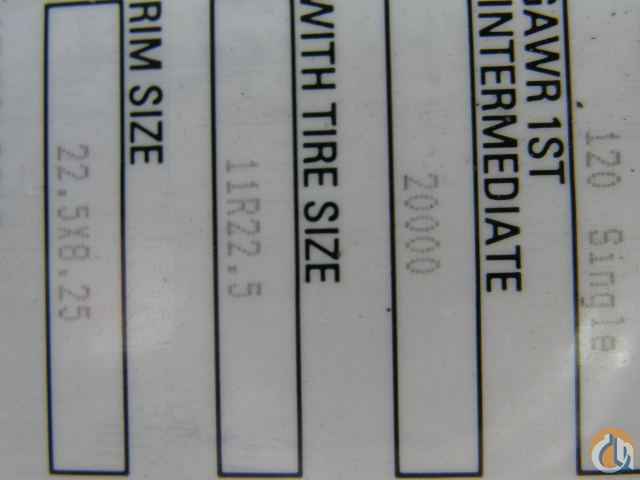 120 Single
GAWR 1ST
INTERMEDIATE
20000
WITH TIRE SIZE
11R22.5
RIM SIZE
22.5X8.25